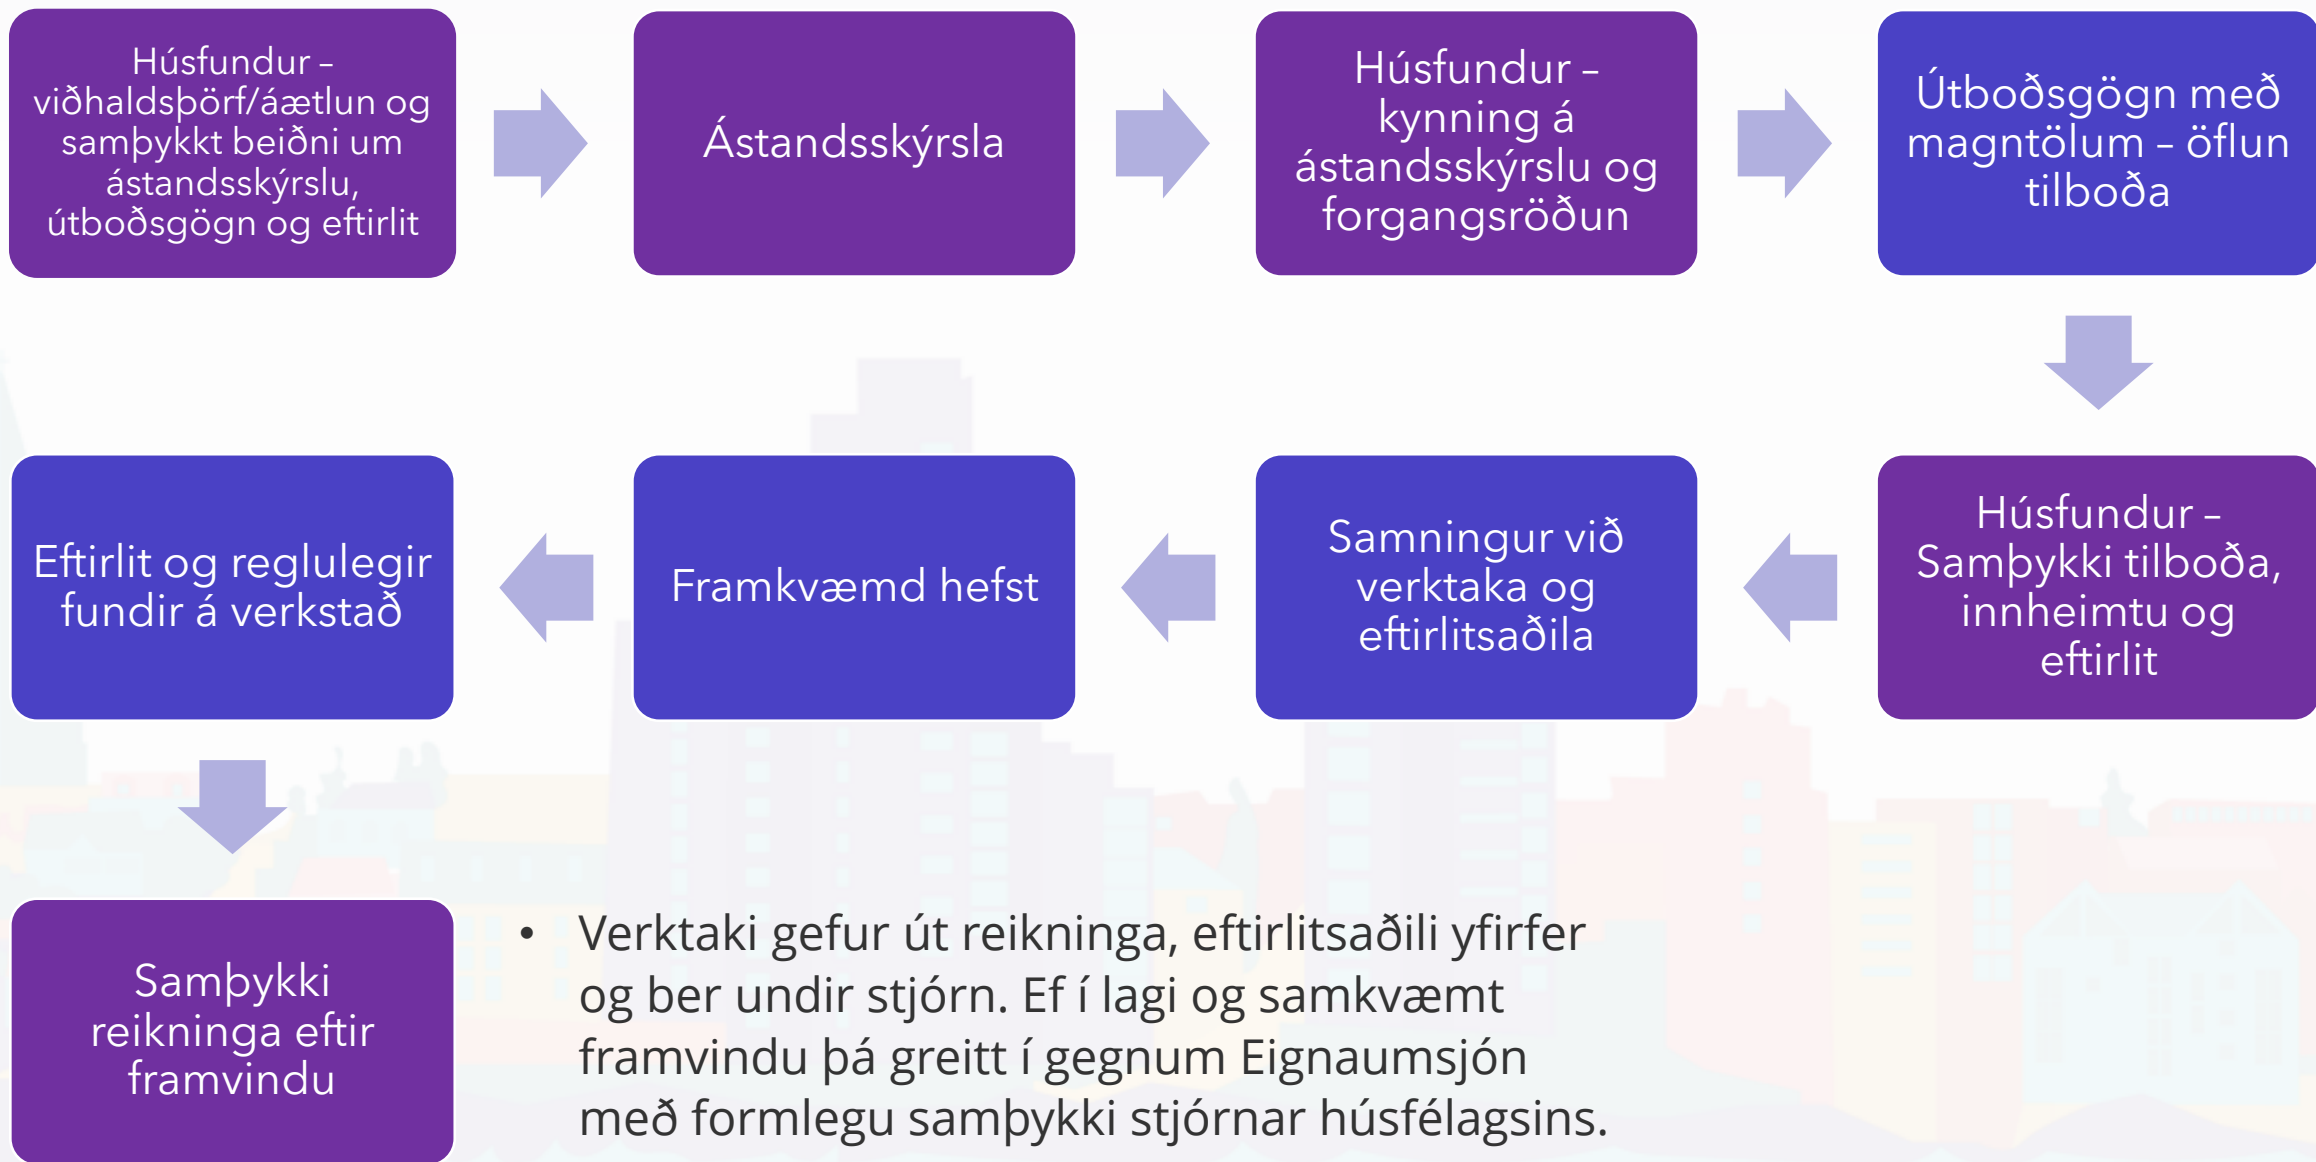 Húsfundur –
viðhaldsþörf/áætlun og
samþykkt beiðni um
ástandsskýrslu,
útboðsgögn og eftirlit
Ástandsskýrsla
Húsfundur –
kynning á
ástandsskýrslu og
forgangsröðun
Útboðsgögn með
magntölum – öflun
tilboða
Húsfundur –
Samþykki tilboða,
innheimtu og
eftirlit
Samningur við
verktaka og
eftirlitsaðila
Framkvæmd hefst
Eftirlit og reglulegir
fundir á verkstað
Samþykki
reikninga eftir
framvindu
• Verktaki gefur út reikninga, eftirlitsaðili yfirfer
og ber undir stjórn. Ef í lagi og samkvæmt
framvindu þá greitt í gegnum Eignaumsjón
með formlegu samþykki stjórnar húsfélagsins.